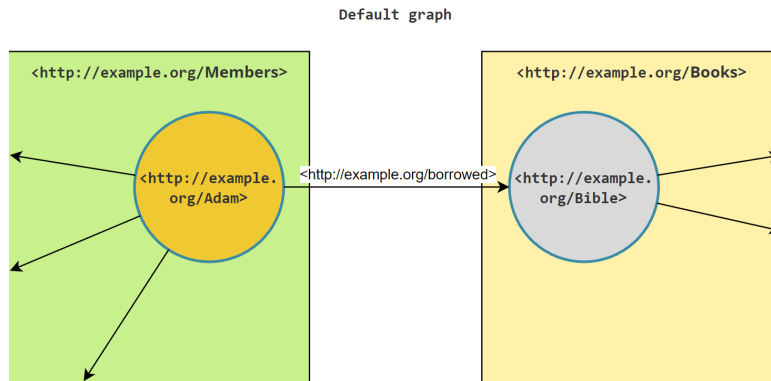 Default graph
<http://example.org/Members>
<http://example.org/Books>
<http://example.
org/Adam>
<http://example.org/borrowed>
<http://example.
org/Bible>